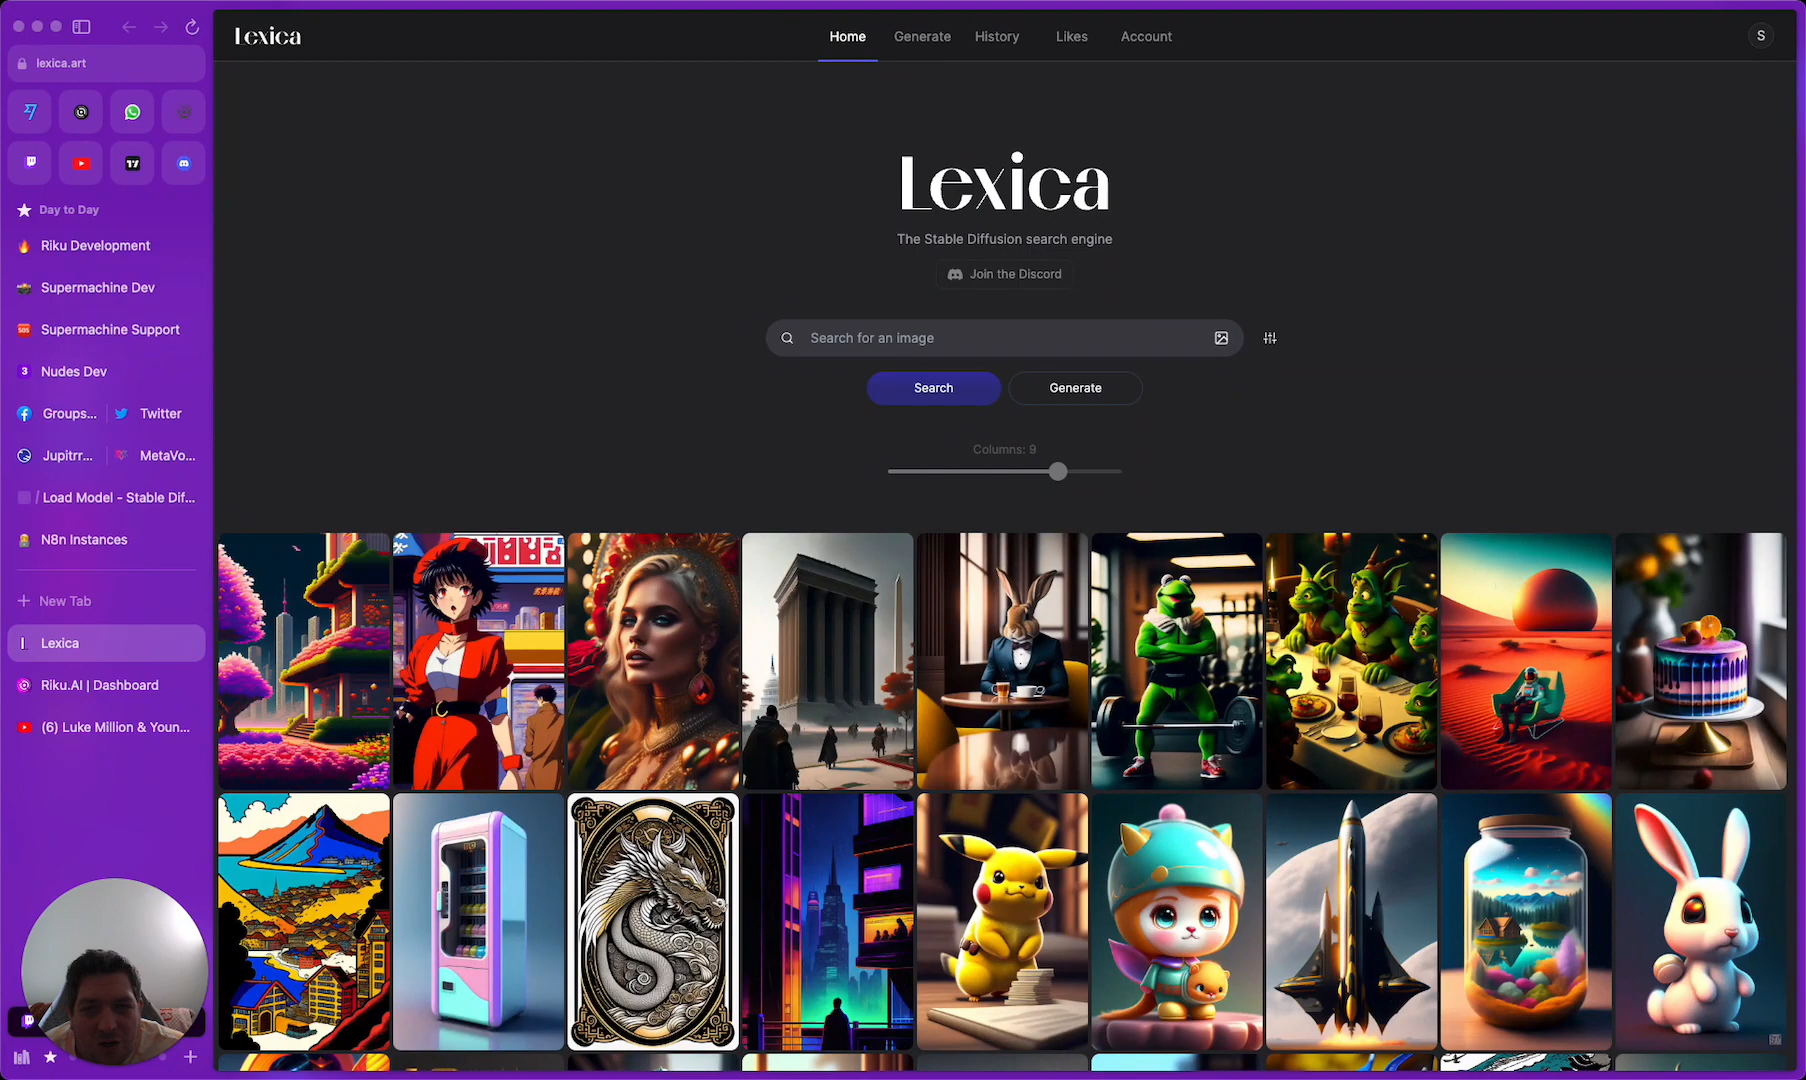 lexica.art
Day to Day
Riku Development
Supermachine Dev
SOS
Supermachine Support
3
Nudes Dev
Groups...
Twitter
Jupitrr...
MetaVo...
/ Load Model - Stable Dif...
N8n Instances
New Tab
Lexica
Riku.AI | Dashboard
(6) Luke Million & Youn...
Lexica
Home
Generate
History
Likes
Account
S
Lexica
The Stable Diffusion search engine
Join the Discord
Search for an image
Search
Generate
Columns: 9